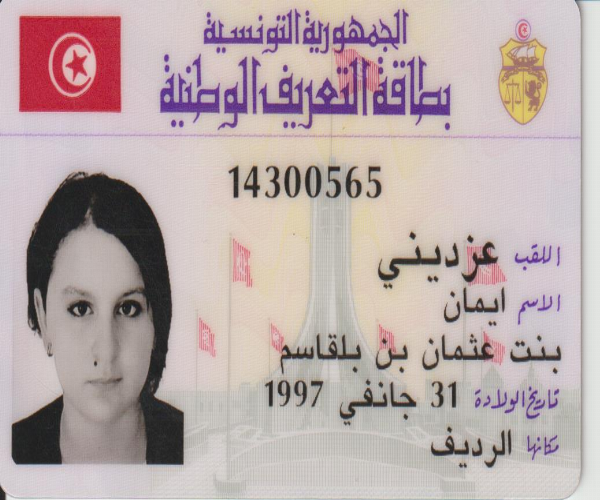 الجمهورية التونسية
بطاقة التعريف الوطنية
14300565
اللقب عزديني
الاسم ايمان
بنت عثمان بن بلقاسم
تاريخ الولادة 31 جانفي 1997
مكانها الرديف